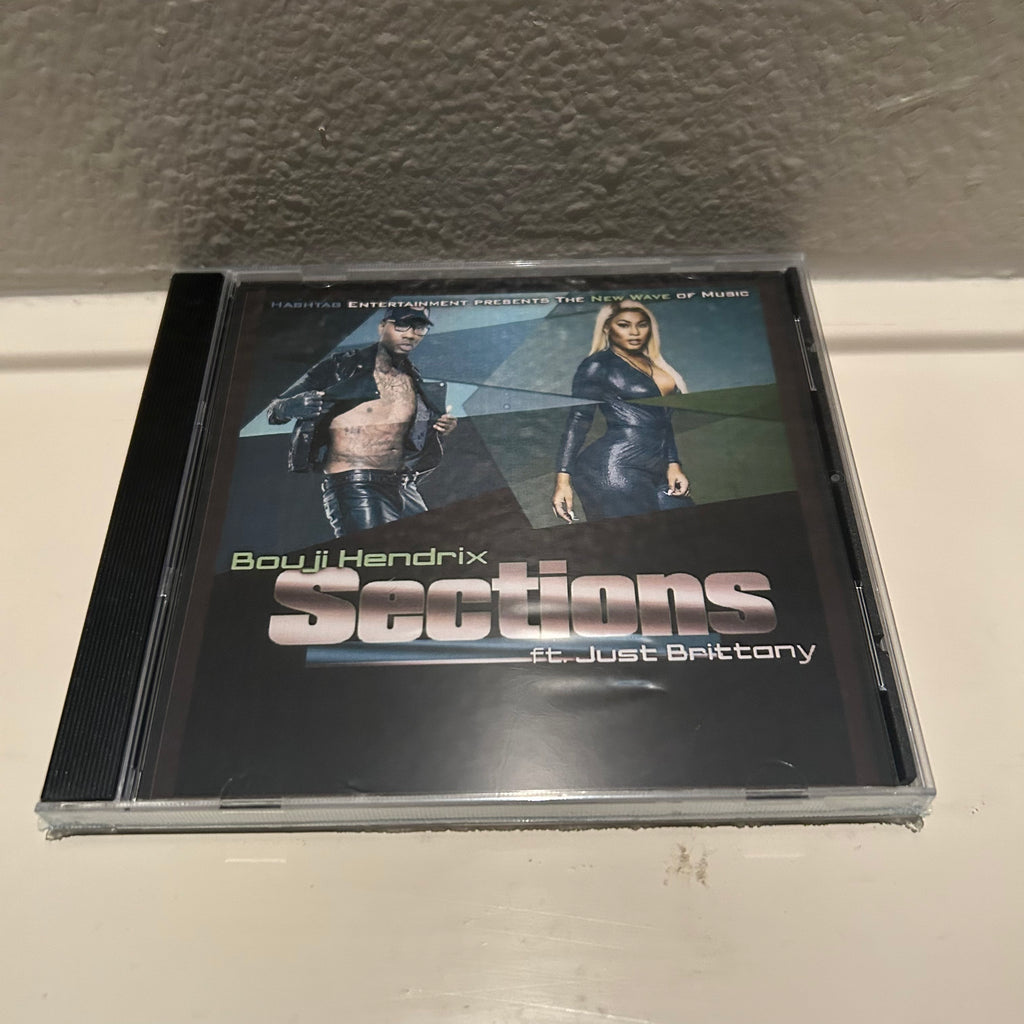 Hashtag Entertainment presents The New Wave of Music
Bouji Hendrix
Sections
ft. Just Brittany